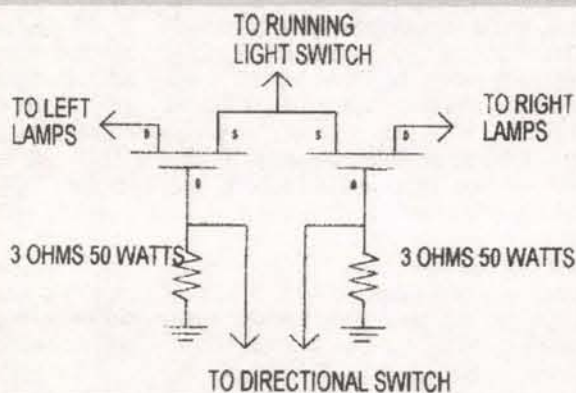 TO RUNNING
LIGHT SWITCH
TO LEFT
LAMPS
TO RIGHT
LAMPS
D
S
S
D
3 OHMS 50 WATTS
3 OHMS 50 WATTS
TO DIRECTIONAL SWITCH